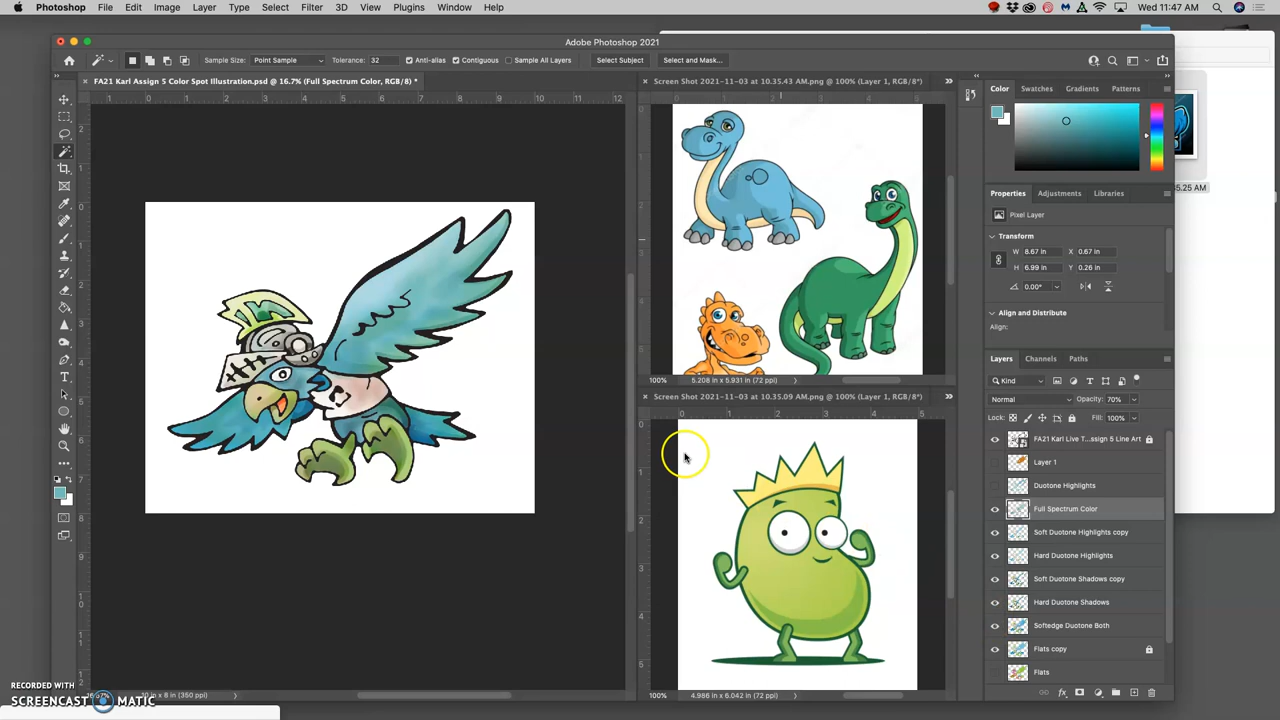 Photoshop File Edit Image Layer Type Select Filter 3D View Plugins Window Help Wed 11:47 AM
Adobe Photoshop 2021
Sample Size: Point Sample Tolerance: 32 Anti-alias Contiguous Sample All Layers Select Subject Select and Mask...
FA21 Karl Assign 5 Color Spot Illustration.psd @ 16.7% (Full Spectrum Color, RGB/8) *
Screen Shot 2021-11-03 at 10.35.43 AM.png @ 100% (Layer 1, RGB/8*)
Color Swatches Gradients Patterns
5.25 AM
Properties Adjustments Libraries
Pixel Layer
Transform
W 8.67 in X 0.67 in
H 6.99 in Y 0.26 in
0.00°
Align and Distribute
Align:
Layers Channels Paths
Kind
Normal Opacity: 70%
Lock: Fill: 100%
FA21 Karl Live T...ssign 5 Line Art
Layer 1
Duotone Highlights
Full Spectrum Color
Soft Duotone Highlights copy
Hard Duotone Highlights
Soft Duotone Shadows copy
Hard Duotone Shadows
Softedge Duotone Both
Flats copy
Flats
100% 5.208 in x 5.931 in (72 ppi)
Screen Shot 2021-11-03 at 10.35.09 AM.png @ 100% (Layer 1, RGB/8*)
100% 4.986 in x 6.042 in (72 ppi)
10 in x 8 in (350 ppi)
RECORDED WITH
SCREENCAST MATIC